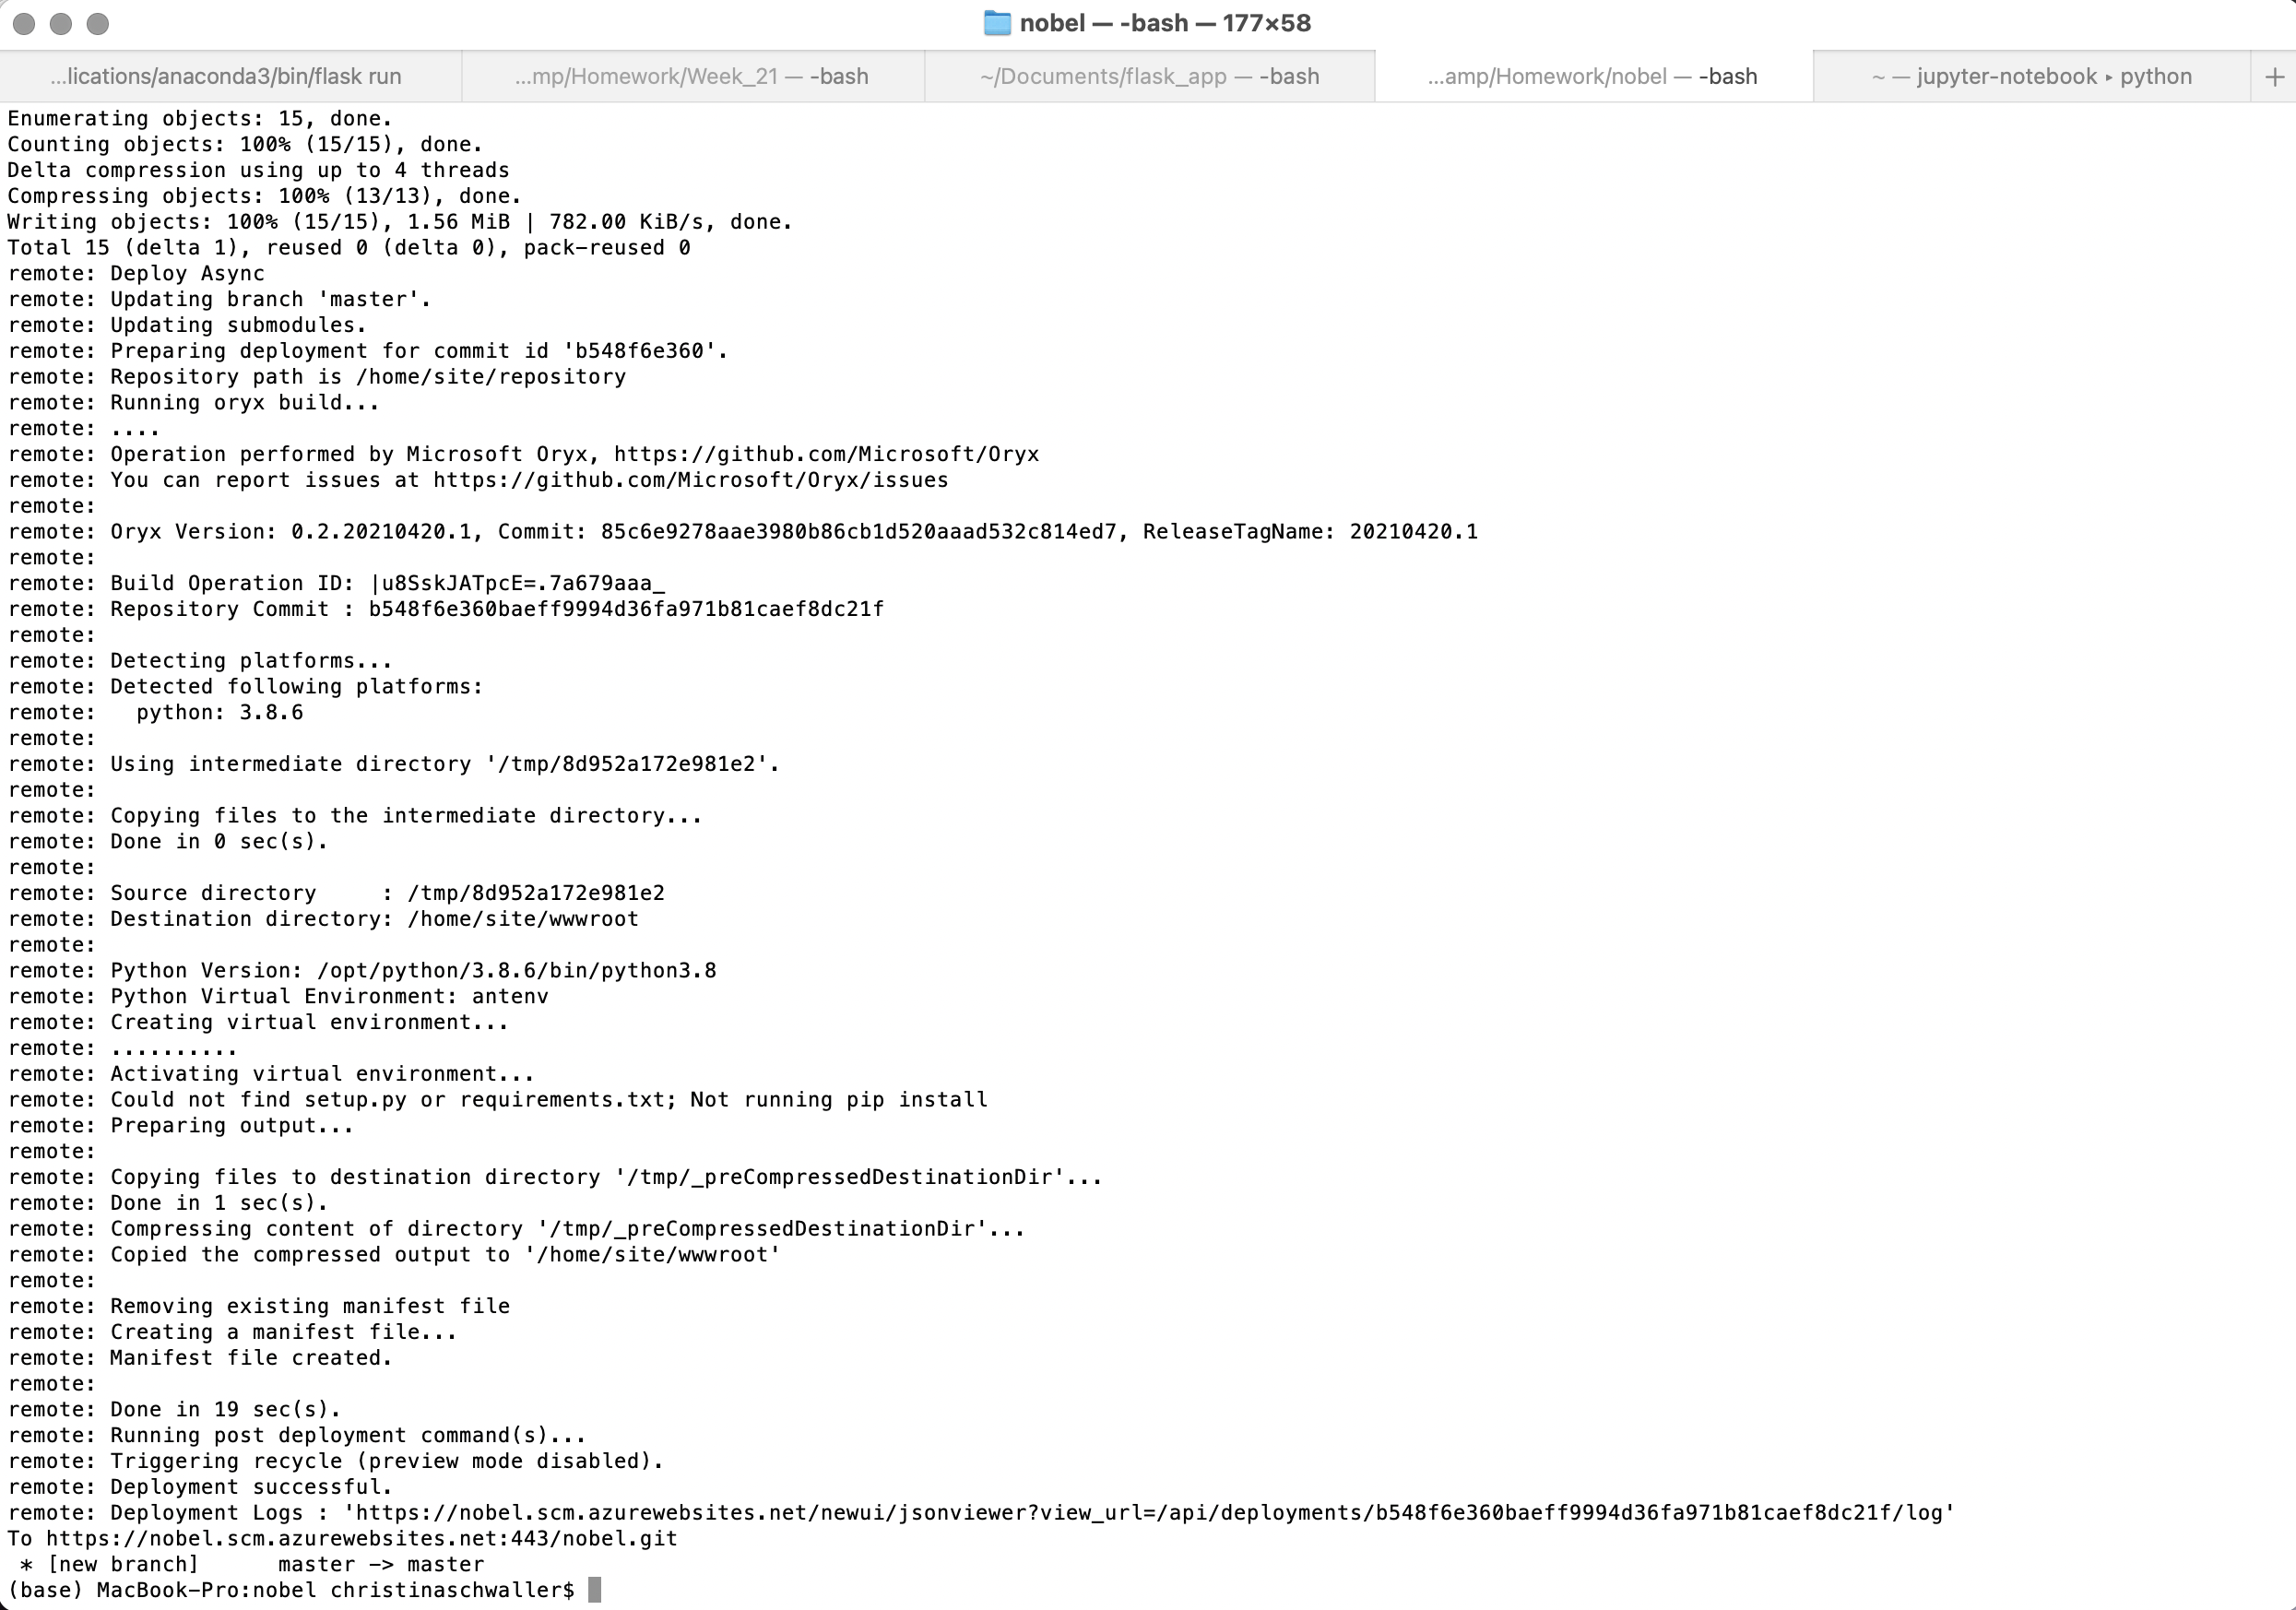 nobel — -bash — 177×58
...lications/anaconda3/bin/flask run
...mp/Homework/Week_21 — -bash
~/Documents/flask_app — -bash
...amp/Homework/nobel — -bash
~ — jupyter-notebook ▸ python
+
Enumerating objects: 15, done.
Counting objects: 100% (15/15), done.
Delta compression using up to 4 threads
Compressing objects: 100% (13/13), done.
Writing objects: 100% (15/15), 1.56 MiB | 782.00 KiB/s, done.
Total 15 (delta 1), reused 0 (delta 0), pack-reused 0
remote: Deploy Async
remote: Updating branch 'master'.
remote: Updating submodules.
remote: Preparing deployment for commit id 'b548f6e360'.
remote: Repository path is /home/site/repository
remote: Running oryx build...
remote: ....
remote: Operation performed by Microsoft Oryx, https://github.com/Microsoft/Oryx
remote: You can report issues at https://github.com/Microsoft/Oryx/issues
remote:
remote: Oryx Version: 0.2.20210420.1, Commit: 85c6e9278aae3980b86cb1d520aaad532c814ed7, ReleaseTagName: 20210420.1
remote:
remote: Build Operation ID: |u8SskJATpcE=.7a679aaa_
remote: Repository Commit : b548f6e360baeff9994d36fa971b81caef8dc21f
remote:
remote: Detecting platforms...
remote: Detected following platforms:
remote:   python: 3.8.6
remote:
remote: Using intermediate directory '/tmp/8d952a172e981e2'.
remote:
remote: Copying files to the intermediate directory...
remote: Done in 0 sec(s).
remote:
remote: Source directory     : /tmp/8d952a172e981e2
remote: Destination directory: /home/site/wwwroot
remote:
remote: Python Version: /opt/python/3.8.6/bin/python3.8
remote: Python Virtual Environment: antenv
remote: Creating virtual environment...
remote: ..........
remote: Activating virtual environment...
remote: Could not find setup.py or requirements.txt; Not running pip install
remote: Preparing output...
remote:
remote: Copying files to destination directory '/tmp/_preCompressedDestinationDir'...
remote: Done in 1 sec(s).
remote: Compressing content of directory '/tmp/_preCompressedDestinationDir'...
remote: Copied the compressed output to '/home/site/wwwroot'
remote:
remote: Removing existing manifest file
remote: Creating a manifest file...
remote: Manifest file created.
remote:
remote: Done in 19 sec(s).
remote: Running post deployment command(s)...
remote: Triggering recycle (preview mode disabled).
remote: Deployment successful.
remote: Deployment Logs : 'https://nobel.scm.azurewebsites.net/newui/jsonviewer?view_url=/api/deployments/b548f6e360baeff9994d36fa971b81caef8dc21f/log'
To https://nobel.scm.azurewebsites.net:443/nobel.git
 * [new branch]      master -> master
(base) MacBook-Pro:nobel christinaschwaller$